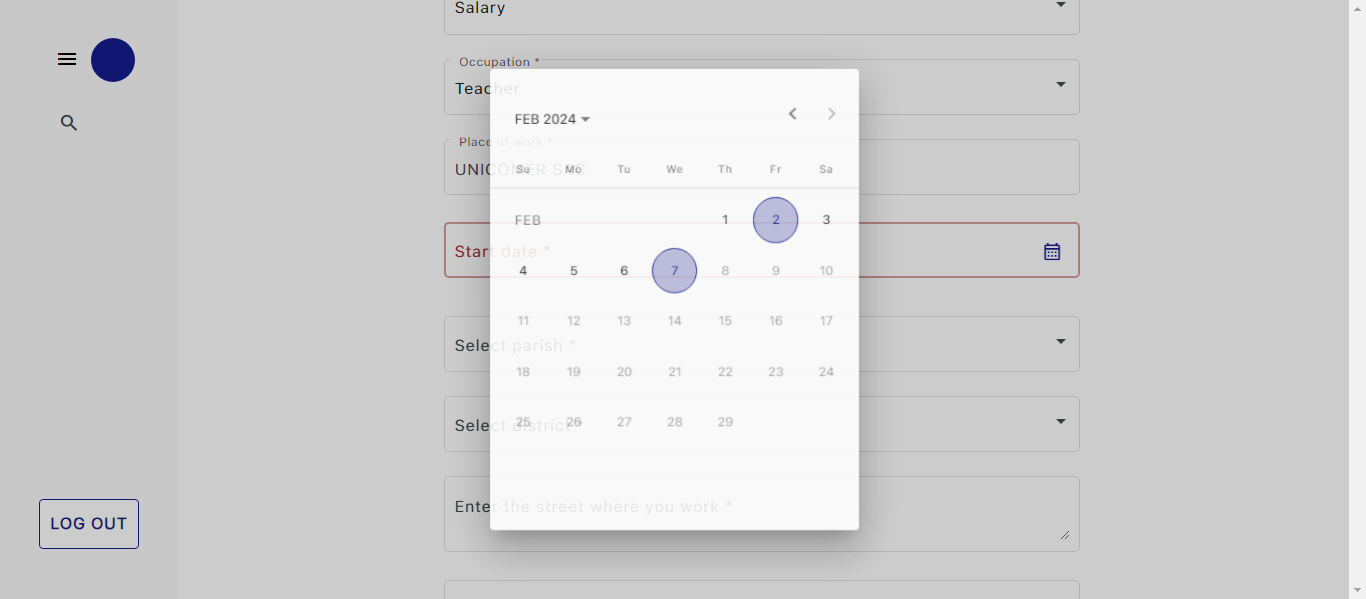 Salary
Occupation *
Teacher
Place of work *
UNICOMER SAC
Start date *
Select parish *
Select district *
Enter the street where you work *
LOG OUT
FEB 2024
Su Mo Tu We Th Fr Sa
FEB 1 2 3
4 5 6 7 8 9 10
11 12 13 14 15 16 17
18 19 20 21 22 23 24
25 26 27 28 29